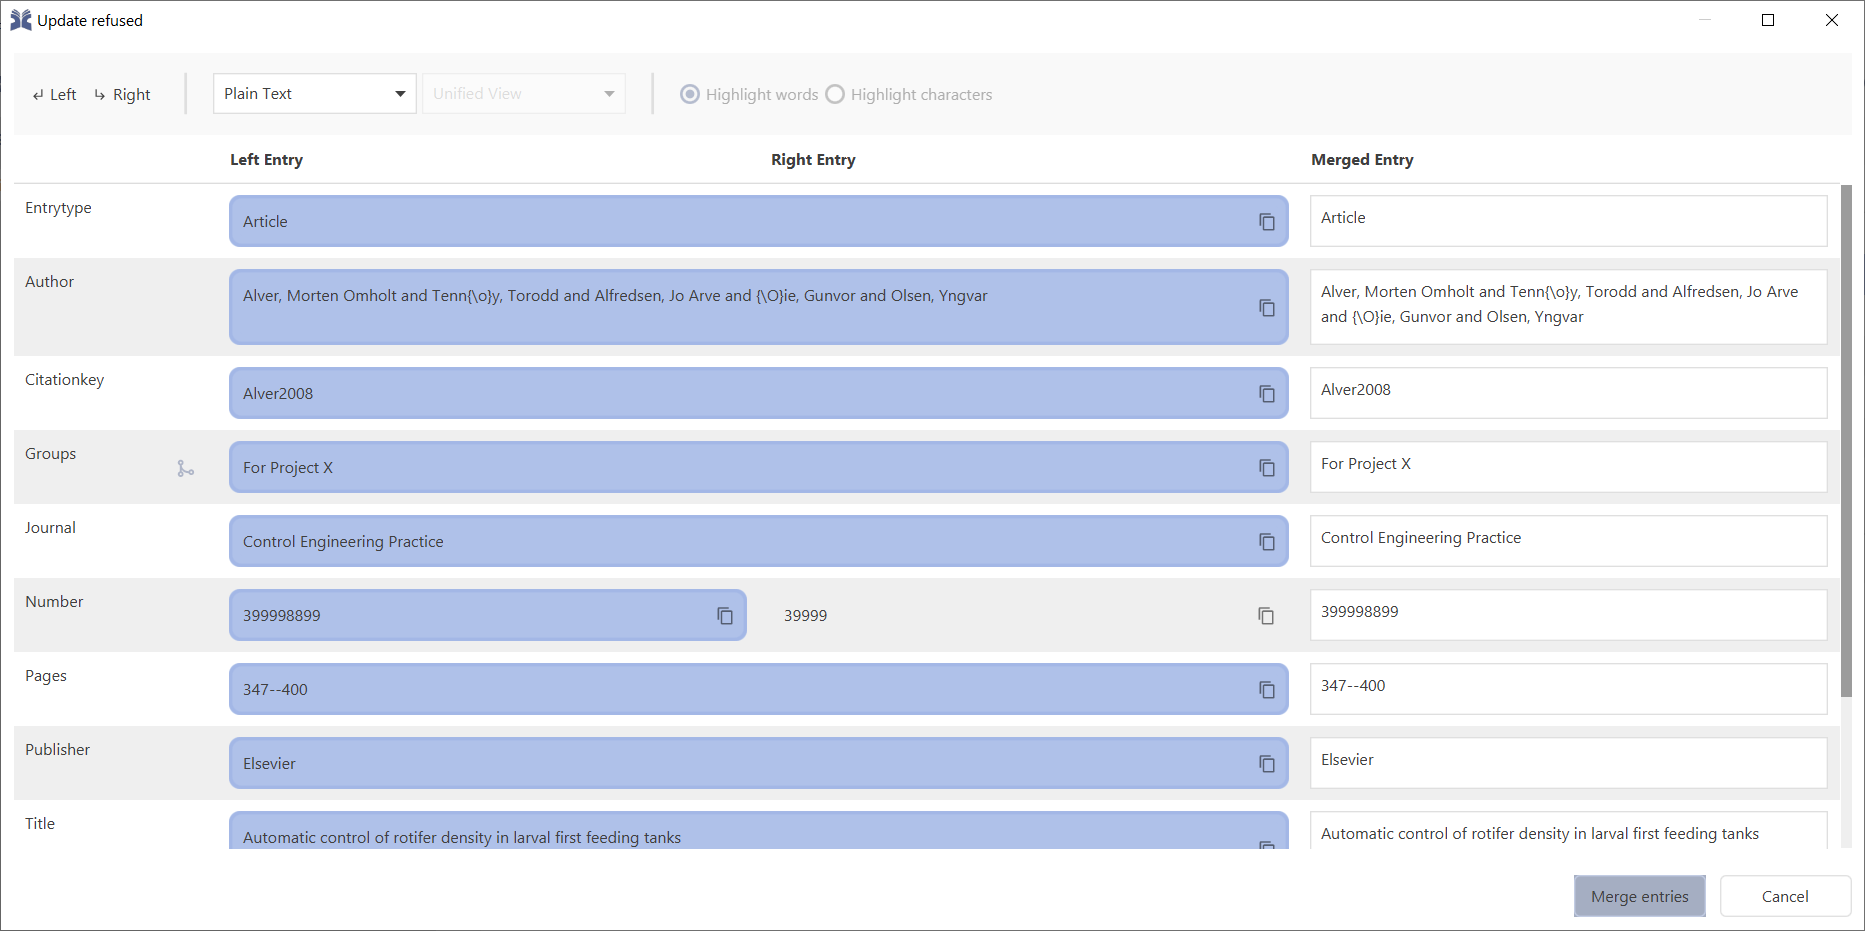 Update refused
Left Right Plain Text Unified View Highlight words Highlight characters
Left Entry Right Entry Merged Entry
Entrytype Article Article
Author Alver, Morten Omholt and Tenn{\o}y, Torodd and Alfredsen, Jo Arve and {\O}ie, Gunvor and Olsen, Yngvar Alver, Morten Omholt and Tenn{\o}y, Torodd and Alfredsen, Jo Arve
and {\O}ie, Gunvor and Olsen, Yngvar
Citationkey Alver2008 Alver2008
Groups For Project X For Project X
Journal Control Engineering Practice Control Engineering Practice
Number 399998899 39999 399998899
Pages 347--400 347--400
Publisher Elsevier Elsevier
Title Automatic control of rotifer density in larval first feeding tanks Automatic control of rotifer density in larval first feeding tanks
Merge entries Cancel